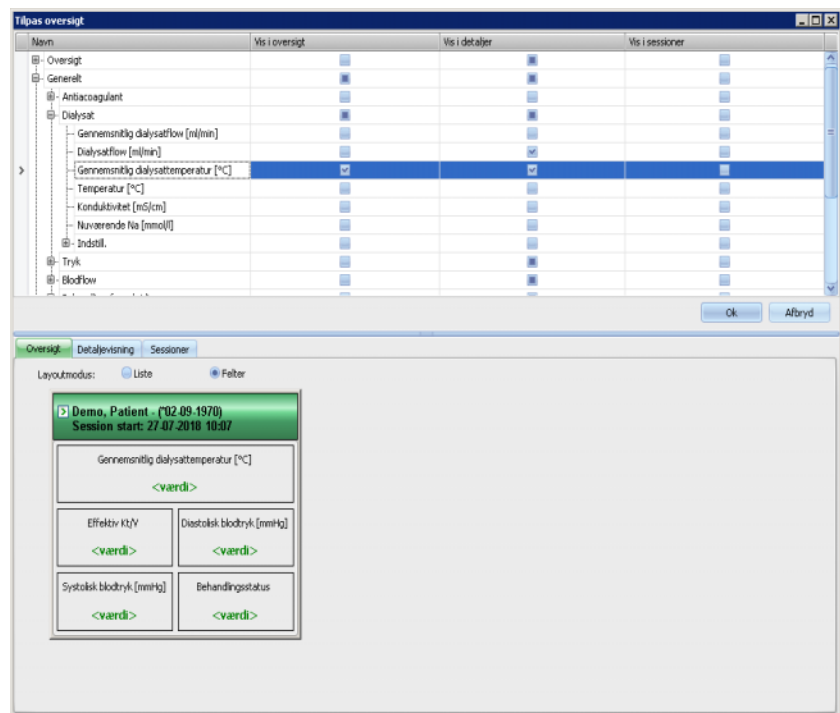 Tilpas oversigt
Navn Vis i oversigt Vis i detaljer Vis i sessioner
Oversigt
Generelt
Antiacoagulant
Dialysat
Gennemsnitlig dialysatflow [ml/min]
Dialysatflow [ml/min]
Gennemsnitlig dialysattemperatur [°C]
Temperatur [°C]
Konduktivitet [mS/cm]
Nuværende Na [mmol/l]
Indstill.
Tryk
Blodflow
Ok Afbryd
Oversigt Detaljevisning Sessioner
Layoutmodus: Liste Felter
Demo, Patient - (*02-09-1970)
Session start: 27-07-2018 10:07
Gennemsnitlig dialysattemperatur [°C]
<værdi>
Effektiv Kt/V Diastolisk blodtryk [mmHg]
<værdi> <værdi>
Systolisk blodtryk [mmHg] Behandlingsstatus
<værdi> <værdi>